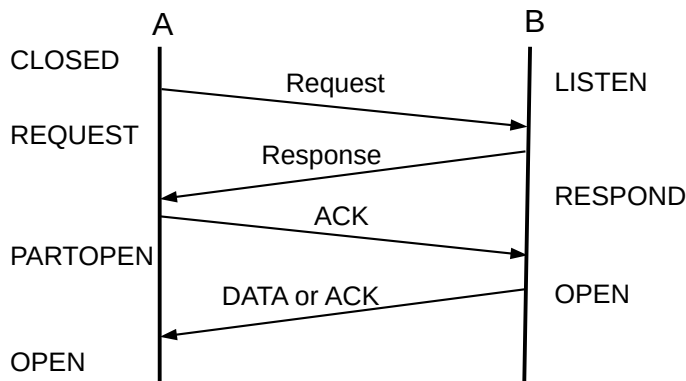 A
B
CLOSED
Request
LISTEN
REQUEST
Response
RESPOND
ACK
PARTOPEN
DATA or ACK
OPEN
OPEN